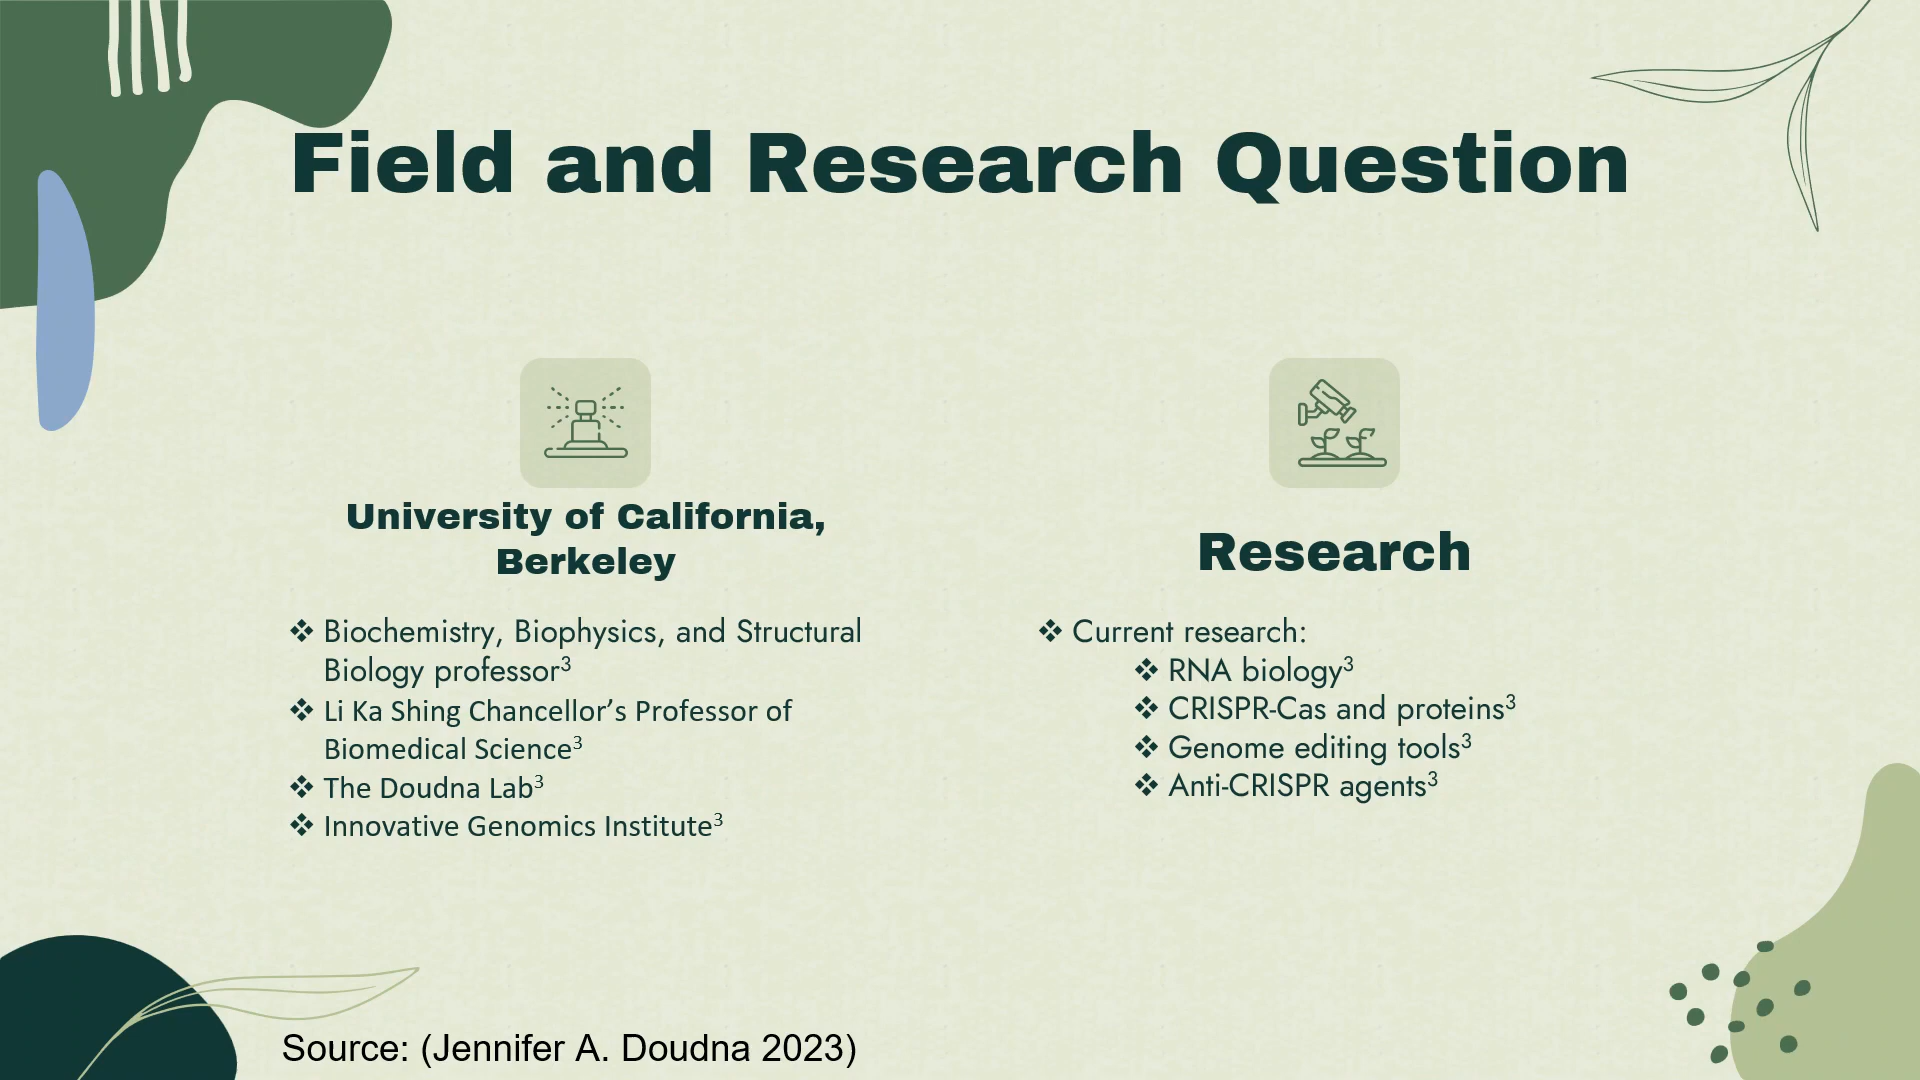 Field and Research Question
University of California,
Berkeley
❖ Biochemistry, Biophysics, and Structural
Biology professor³
❖ Li Ka Shing Chancellor’s Professor of
Biomedical Science³
❖ The Doudna Lab³
❖ Innovative Genomics Institute³
Research
❖ Current research:
❖ RNA biology³
❖ CRISPR-Cas and proteins³
❖ Genome editing tools³
❖ Anti-CRISPR agents³
Source: (Jennifer A. Doudna 2023)